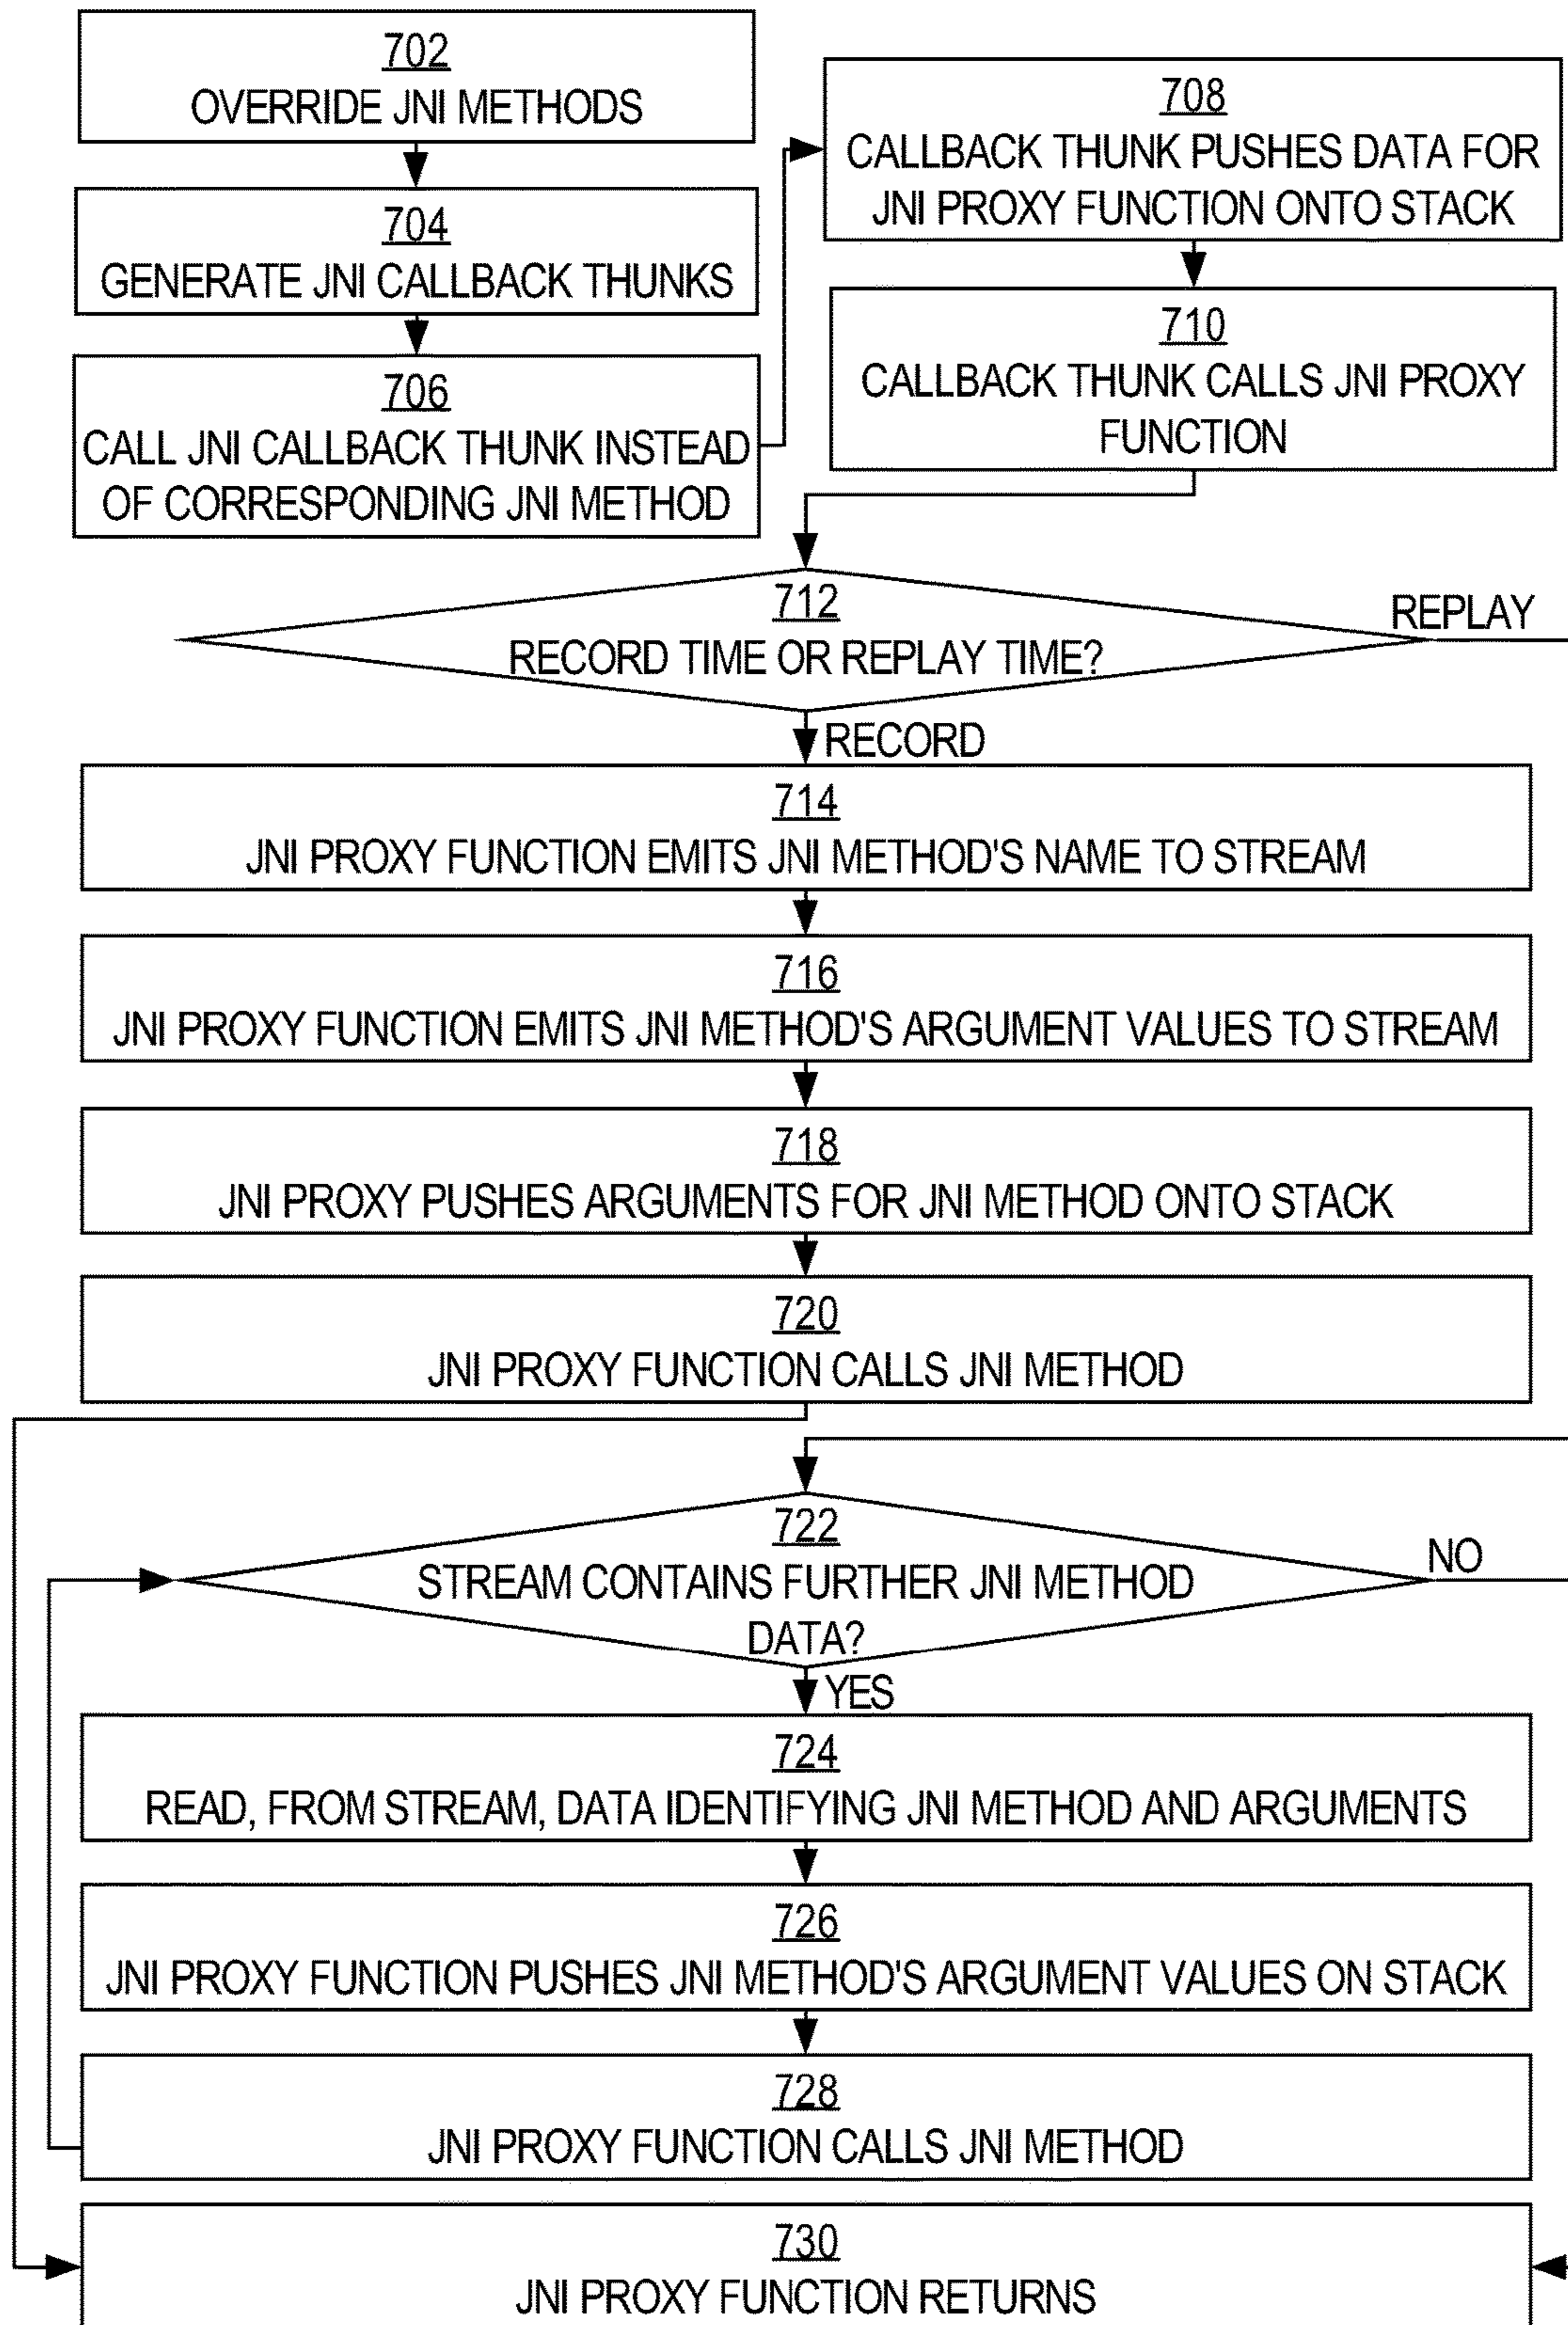 702
OVERRIDE JNI METHODS
704
GENERATE JNI CALLBACK THUNKS
706
CALL JNI CALLBACK THUNK INSTEAD
OF CORRESPONDING JNI METHOD
708
CALLBACK THUNK PUSHES DATA FOR
JNI PROXY FUNCTION ONTO STACK
710
CALLBACK THUNK CALLS JNI PROXY
FUNCTION
712
RECORD TIME OR REPLAY TIME?
REPLAY
RECORD
714
JNI PROXY FUNCTION EMITS JNI METHOD'S NAME TO STREAM
716
JNI PROXY FUNCTION EMITS JNI METHOD'S ARGUMENT VALUES TO STREAM
718
JNI PROXY PUSHES ARGUMENTS FOR JNI METHOD ONTO STACK
720
JNI PROXY FUNCTION CALLS JNI METHOD
722
STREAM CONTAINS FURTHER JNI METHOD
DATA?
NO
YES
724
READ, FROM STREAM, DATA IDENTIFYING JNI METHOD AND ARGUMENTS
726
JNI PROXY FUNCTION PUSHES JNI METHOD'S ARGUMENT VALUES ON STACK
728
JNI PROXY FUNCTION CALLS JNI METHOD
730
JNI PROXY FUNCTION RETURNS